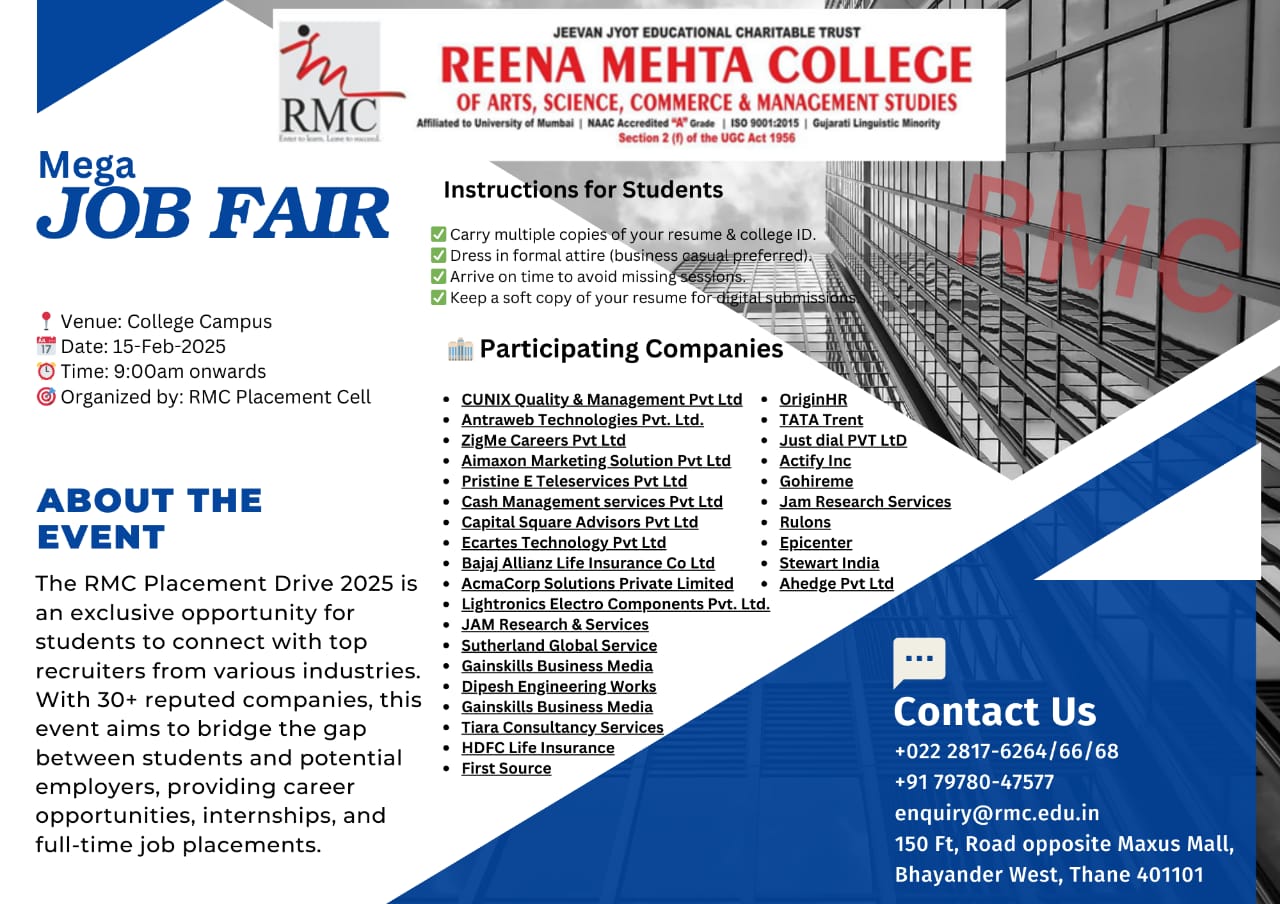 JEEVAN JYOT EDUCATIONAL CHARITABLE TRUST
REENA MEHTA COLLEGE
OF ARTS, SCIENCE, COMMERCE & MANAGEMENT STUDIES
Affiliated to University of Mumbai | NAAC Accredited "A" Grade | ISO 9001:2015 | Gujarati Linguistic Minority
Section 2 (f) of the UGC Act 1956
RMC
Enter to learn. Leave to succeed.
Mega
JOB FAIR
📍 Venue: College Campus
📅 Date: 15-Feb-2025
⏰ Time: 9:00am onwards
🎯 Organized by: RMC Placement Cell
ABOUT THE
EVENT
The RMC Placement Drive 2025 is
an exclusive opportunity for
students to connect with top
recruiters from various industries.
With 30+ reputed companies, this
event aims to bridge the gap
between students and potential
employers, providing career
opportunities, internships, and
full-time job placements.
Instructions for Students
✅ Carry multiple copies of your resume & college ID.
✅ Dress in formal attire (business casual preferred).
✅ Arrive on time to avoid missing sessions.
✅ Keep a soft copy of your resume for digital submissions.
Participating Companies
• CUNIX Quality & Management Pvt Ltd
• Antraweb Technologies Pvt. Ltd.
• ZigMe Careers Pvt Ltd
• Aimaxon Marketing Solution Pvt Ltd
• Pristine E Teleservices Pvt Ltd
• Cash Management services Pvt Ltd
• Capital Square Advisors Pvt Ltd
• Ecartes Technology Pvt Ltd
• Bajaj Allianz Life Insurance Co Ltd
• AcmaCorp Solutions Private Limited
• Lightronics Electro Components Pvt. Ltd.
• JAM Research & Services
• Sutherland Global Service
• Gainskills Business Media
• Dipesh Engineering Works
• Gainskills Business Media
• Tiara Consultancy Services
• HDFC Life Insurance
• First Source
• OriginHR
• TATA Trent
• Just dial PVT LtD
• Actify Inc
• Gohireme
• Jam Research Services
• Rulons
• Epicenter
• Stewart India
• Ahedge Pvt Ltd
RMC
Contact Us
+022 2817-6264/66/68
+91 79780-47577
enquiry@rmc.edu.in
150 Ft, Road opposite Maxus Mall,
Bhayander West, Thane 401101